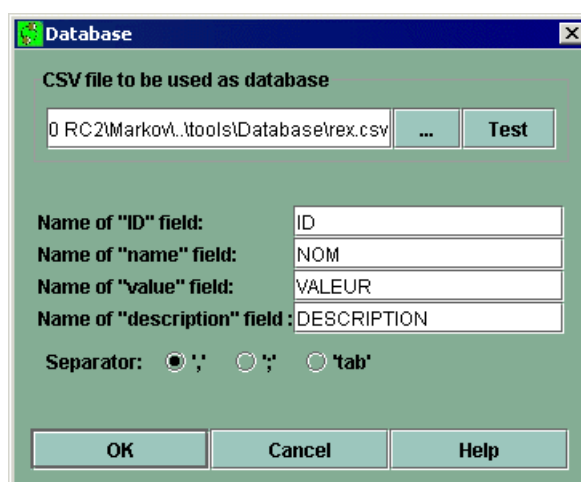 Database
CSV file to be used as database
0 RC2\Markov\..\tools\Database\rex.csv ... Test
Name of "ID" field: ID
Name of "name" field: NOM
Name of "value" field: VALEUR
Name of "description" field : DESCRIPTION
Separator: ',' ';' 'tab'
OK Cancel Help